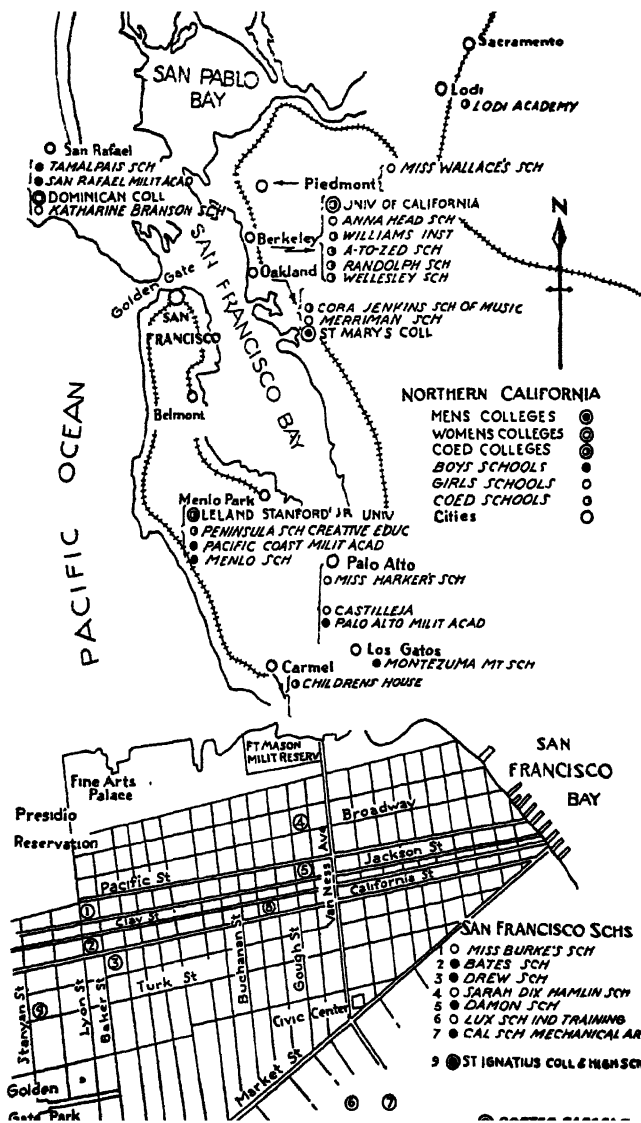 Sacramento
SAN PABLO
BAY
Lodi
LODI ACADEMY
San Rafael
TAMALPAIS SCH
SAN RAFAEL MILIT ACAD
DOMINICAN COLL
KATHARINE BRANSON SCH
MISS WALLACE'S SCH
Piedmont
UNIV OF CALIFORNIA
ANNA HEAD SCH
WILLIAMS INST
Berkeley
A-TO-ZED SCH
RANDOLPH SCH
WELLESLEY SCH
Oakland
N
Golden Gate
SAN FRANCISCO BAY
SAN
FRANCISCO
CORA JENKINS SCH OF MUSIC
MERRIMAN SCH
ST MARYS COLL
PACIFIC OCEAN
Belmont
NORTHERN CALIFORNIA
MENS COLLEGES
WOMENS COLLEGES
COED COLLEGES
BOYS SCHOOLS
GIRLS SCHOOLS
COED SCHOOLS
Cities
Menlo Park
LELAND STANFORD JR UNIV
PENINSULA SCH CREATIVE EDUC
PACIFIC COAST MILIT ACAD
MENLO SCH
Palo Alto
MISS HARKER'S SCH
CASTILLEJA
PALO ALTO MILIT ACAD
Los Gatos
MONTEZUMA MT SCH
Carmel
CHILDRENS HOUSE
FT MASON
MILIT RESERV
Fine Arts
Palace
Presidio
Reservation
SAN
FRANCISCO
BAY
Broadway
Pacific St
Jackson St
Clay St
California St
Van Ness Ave
Turk St
Stanyan St
Lyon St
Baker St
Buchanan St
Gough St
Civic Center
Market St
Golden
Gate Park
4
5
1
8
2
3
9
6 7
SAN FRANCISCO SCHS
1 MISS BURKE'S SCH
2 BATES SCH
3 DREW SCH
4 SARAH DIX HAMLIN SCH
5 DAMON SCH
6 LUX SCH IND TRAINING
7 CAL SCH MECHANICAL AR
9 ST IGNATIUS COLL & HIGH SCH